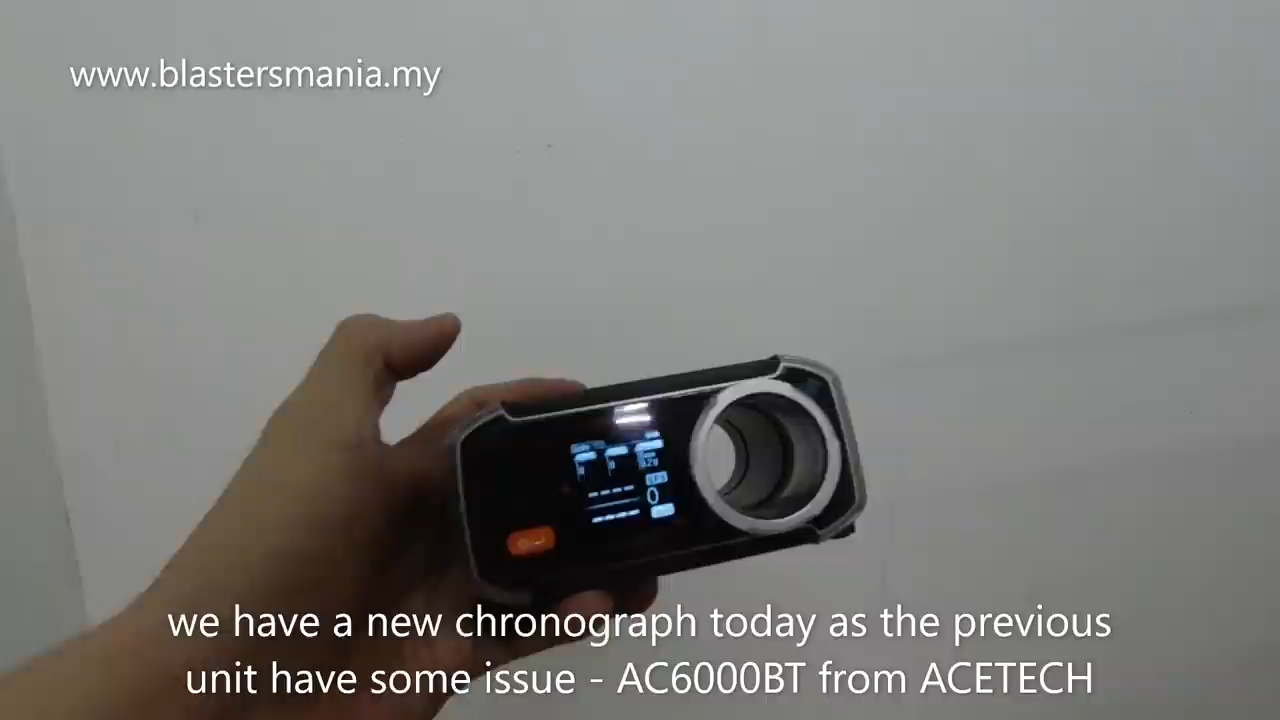 www.blastersmania.my
we have a new chronograph today as the previous
unit have some issue - AC6000BT from ACETECH